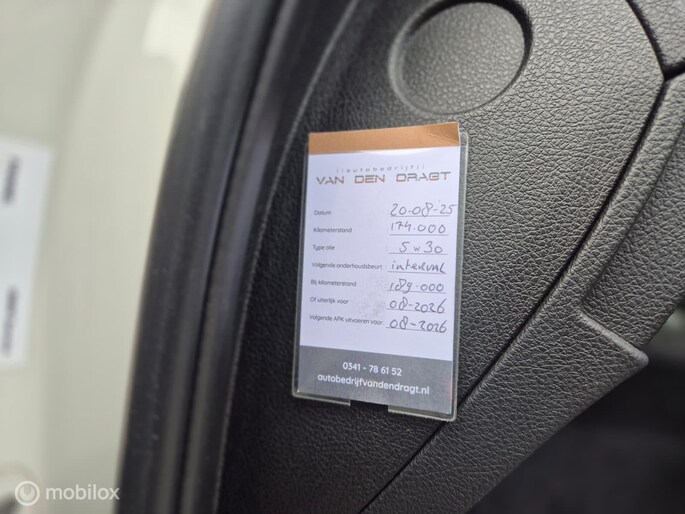 ||autobedrijf||
VAN DEN DRAGT
Datum 20-08-'25
Kilometerstand 174.000
Type olie 5w30
Volgende onderhoudsbeurt interval
Bij kilometerstand 189.000
Of uiterlijk voor 08-2026
Volgende APK uitvoeren voor 08-2026
0341 - 78 61 52
autobedrijfvandendragt.nl
mobilox